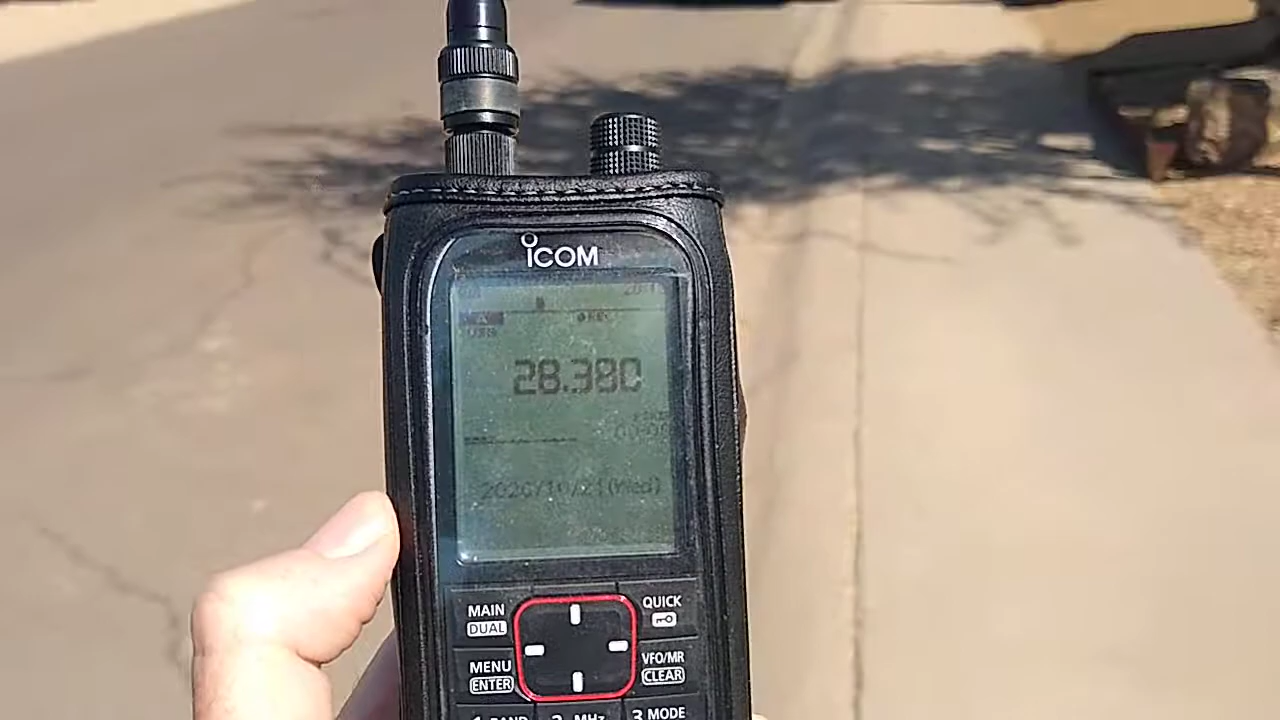 iCOM
REC
USB
28.380
2026/10/21(Wed)
MAIN
DUAL
QUICK
MENU
ENTER
VFO/MR
CLEAR
1 BAND
2 MHz
3 MODE